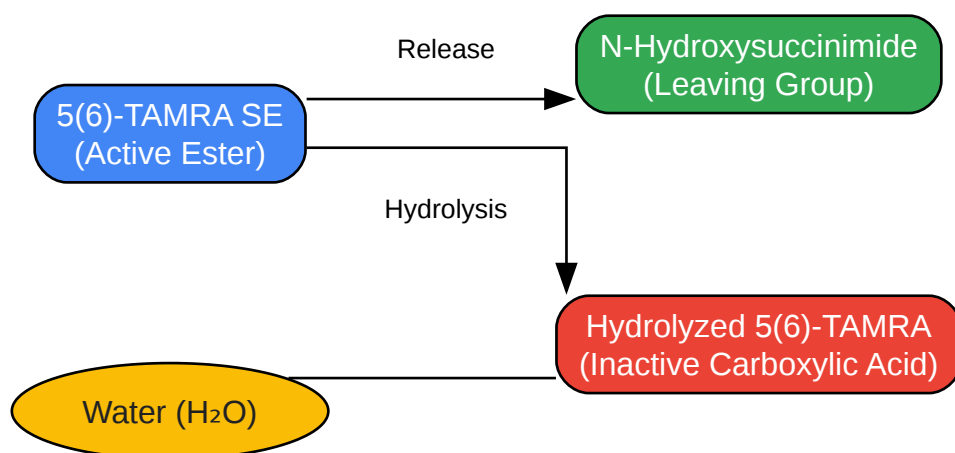 Release
N-Hydroxysuccinimide
(Leaving Group)
5(6)-TAMRA SE
(Active Ester)
Hydrolysis
Hydrolyzed 5(6)-TAMRA
(Inactive Carboxylic Acid)
Water (H₂O)